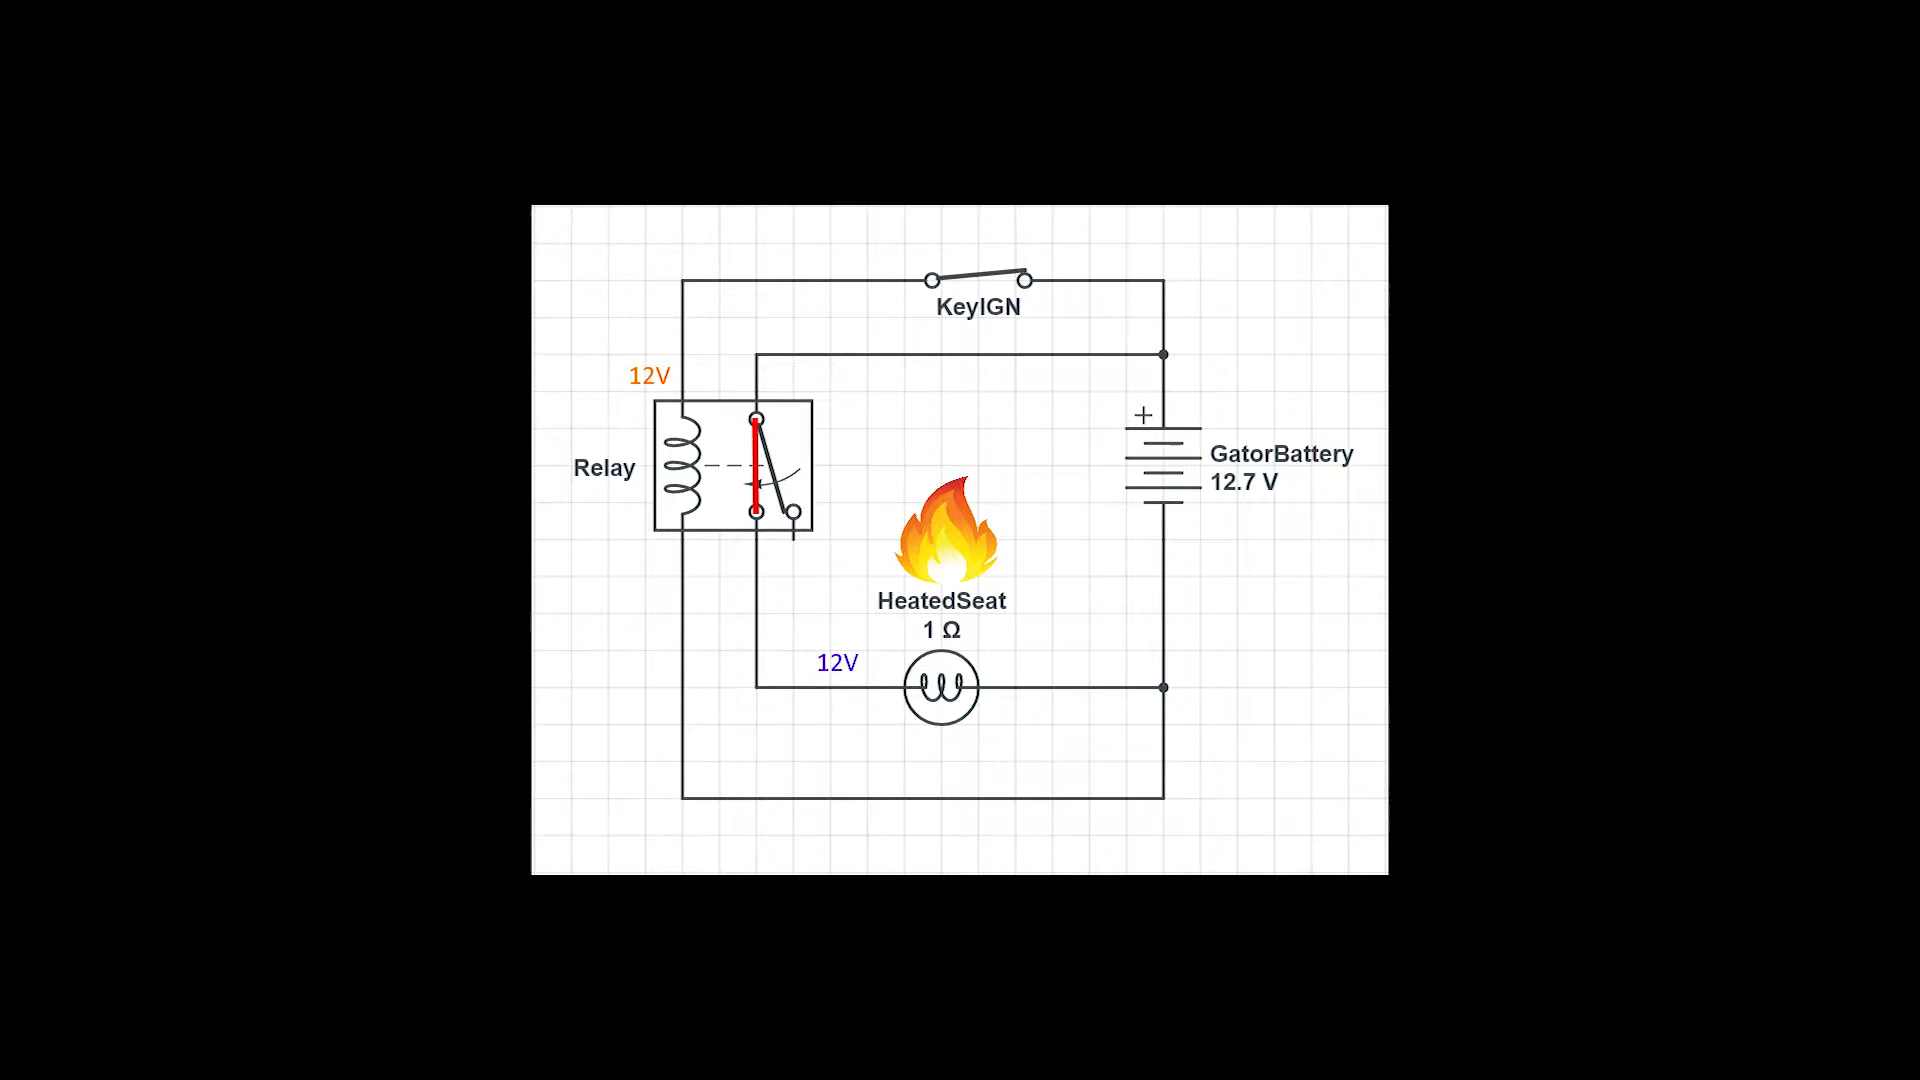 KeyIGN
12V
+
GatorBattery
12.7 V
Relay
HeatedSeat
1 Ω
12V